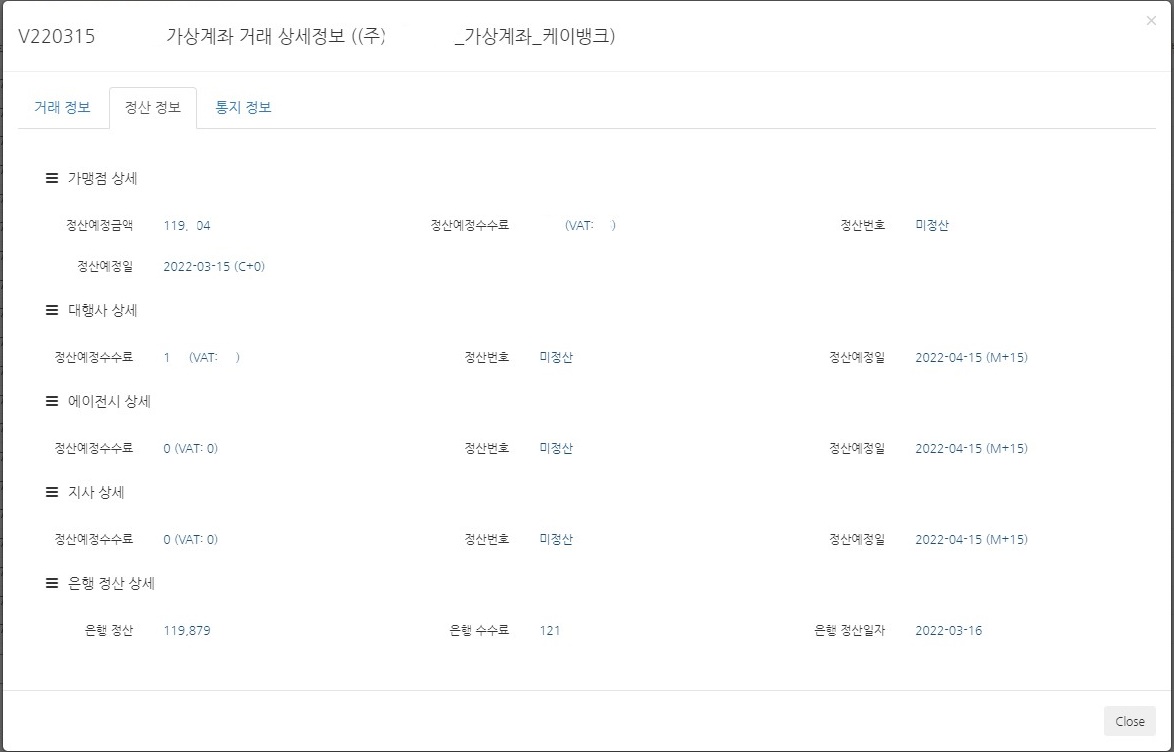 V220315 가상계좌 거래 상세정보 ((주) _가상계좌_케이뱅크) ×
거래 정보 정산 정보 통지 정보
가맹점 상세
정산예정금액 119, 04 정산예정수수료 (VAT: ) 정산번호 미정산
정산예정일 2022-03-15 (C+0)
대행사 상세
정산예정수수료 1 (VAT: ) 정산번호 미정산 정산예정일 2022-04-15 (M+15)
에이전시 상세
정산예정수수료 0 (VAT: 0) 정산번호 미정산 정산예정일 2022-04-15 (M+15)
지사 상세
정산예정수수료 0 (VAT: 0) 정산번호 미정산 정산예정일 2022-04-15 (M+15)
은행 정산 상세
은행 정산 119,879 은행 수수료 121 은행 정산일자 2022-03-16
Close